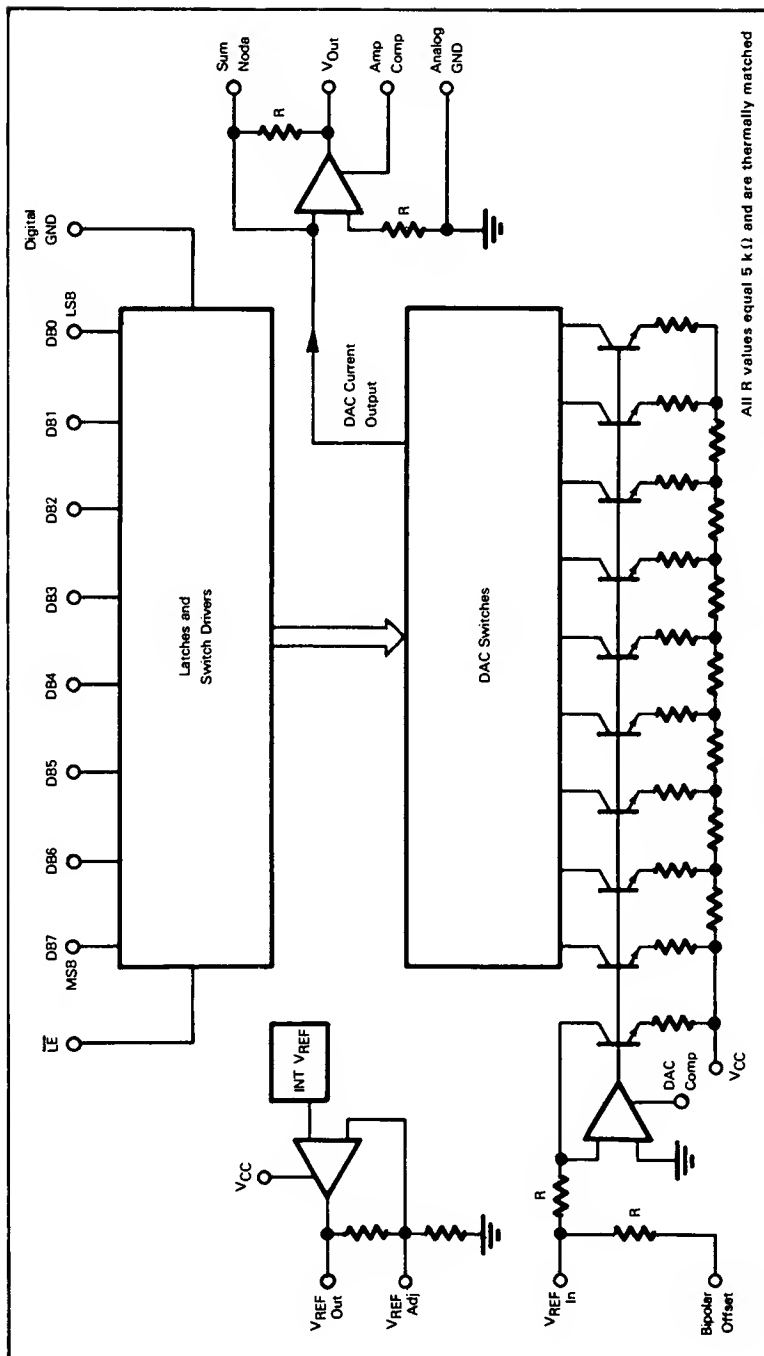 Digital
GND
DB0 LSB
DB1
DB2
DB3
DB4
DB5
DB6
DB7
MSB
LE
Latches and
Switch Drivers
Sum
Noda
VOut
Amp
Comp
Analog
GND
R
R
DAC Current
Output
DAC Switches
INT VREF
VCC
VREF
Out
VREF
Adj
VREF
In
R
R
Bipolar
Offset
DAC
Comp
VCC
All R values equal 5 kΩ and are thermally matched